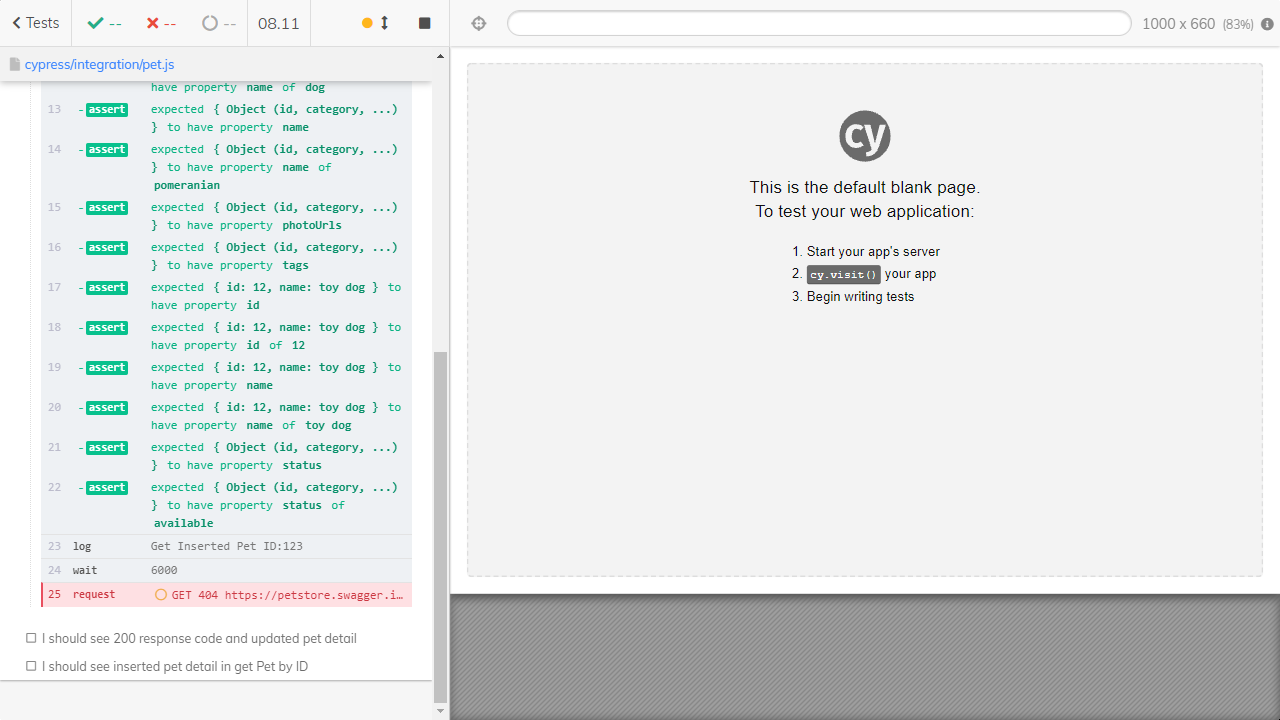 Tests -- -- -- 08.11
1000 x 660 (83%)
cypress/integration/pet.js
have property name of dog
13 - assert expected { Object (id, category, ...)
} to have property name
14 - assert expected { Object (id, category, ...)
} to have property name of
pomeranian
15 - assert expected { Object (id, category, ...)
} to have property photoUrls
16 - assert expected { Object (id, category, ...)
} to have property tags
17 - assert expected { id: 12, name: toy dog } to
have property id
18 - assert expected { id: 12, name: toy dog } to
have property id of 12
19 - assert expected { id: 12, name: toy dog } to
have property name
20 - assert expected { id: 12, name: toy dog } to
have property name of toy dog
21 - assert expected { Object (id, category, ...)
} to have property status
22 - assert expected { Object (id, category, ...)
} to have property status of
available
23 log Get Inserted Pet ID:123
24 wait 6000
25 request GET 404 https://petstore.swagger.i…
I should see 200 response code and updated pet detail
I should see inserted pet detail in get Pet by ID
cy
This is the default blank page.
To test your web application:
1. Start your app's server
2. cy.visit() your app
3. Begin writing tests